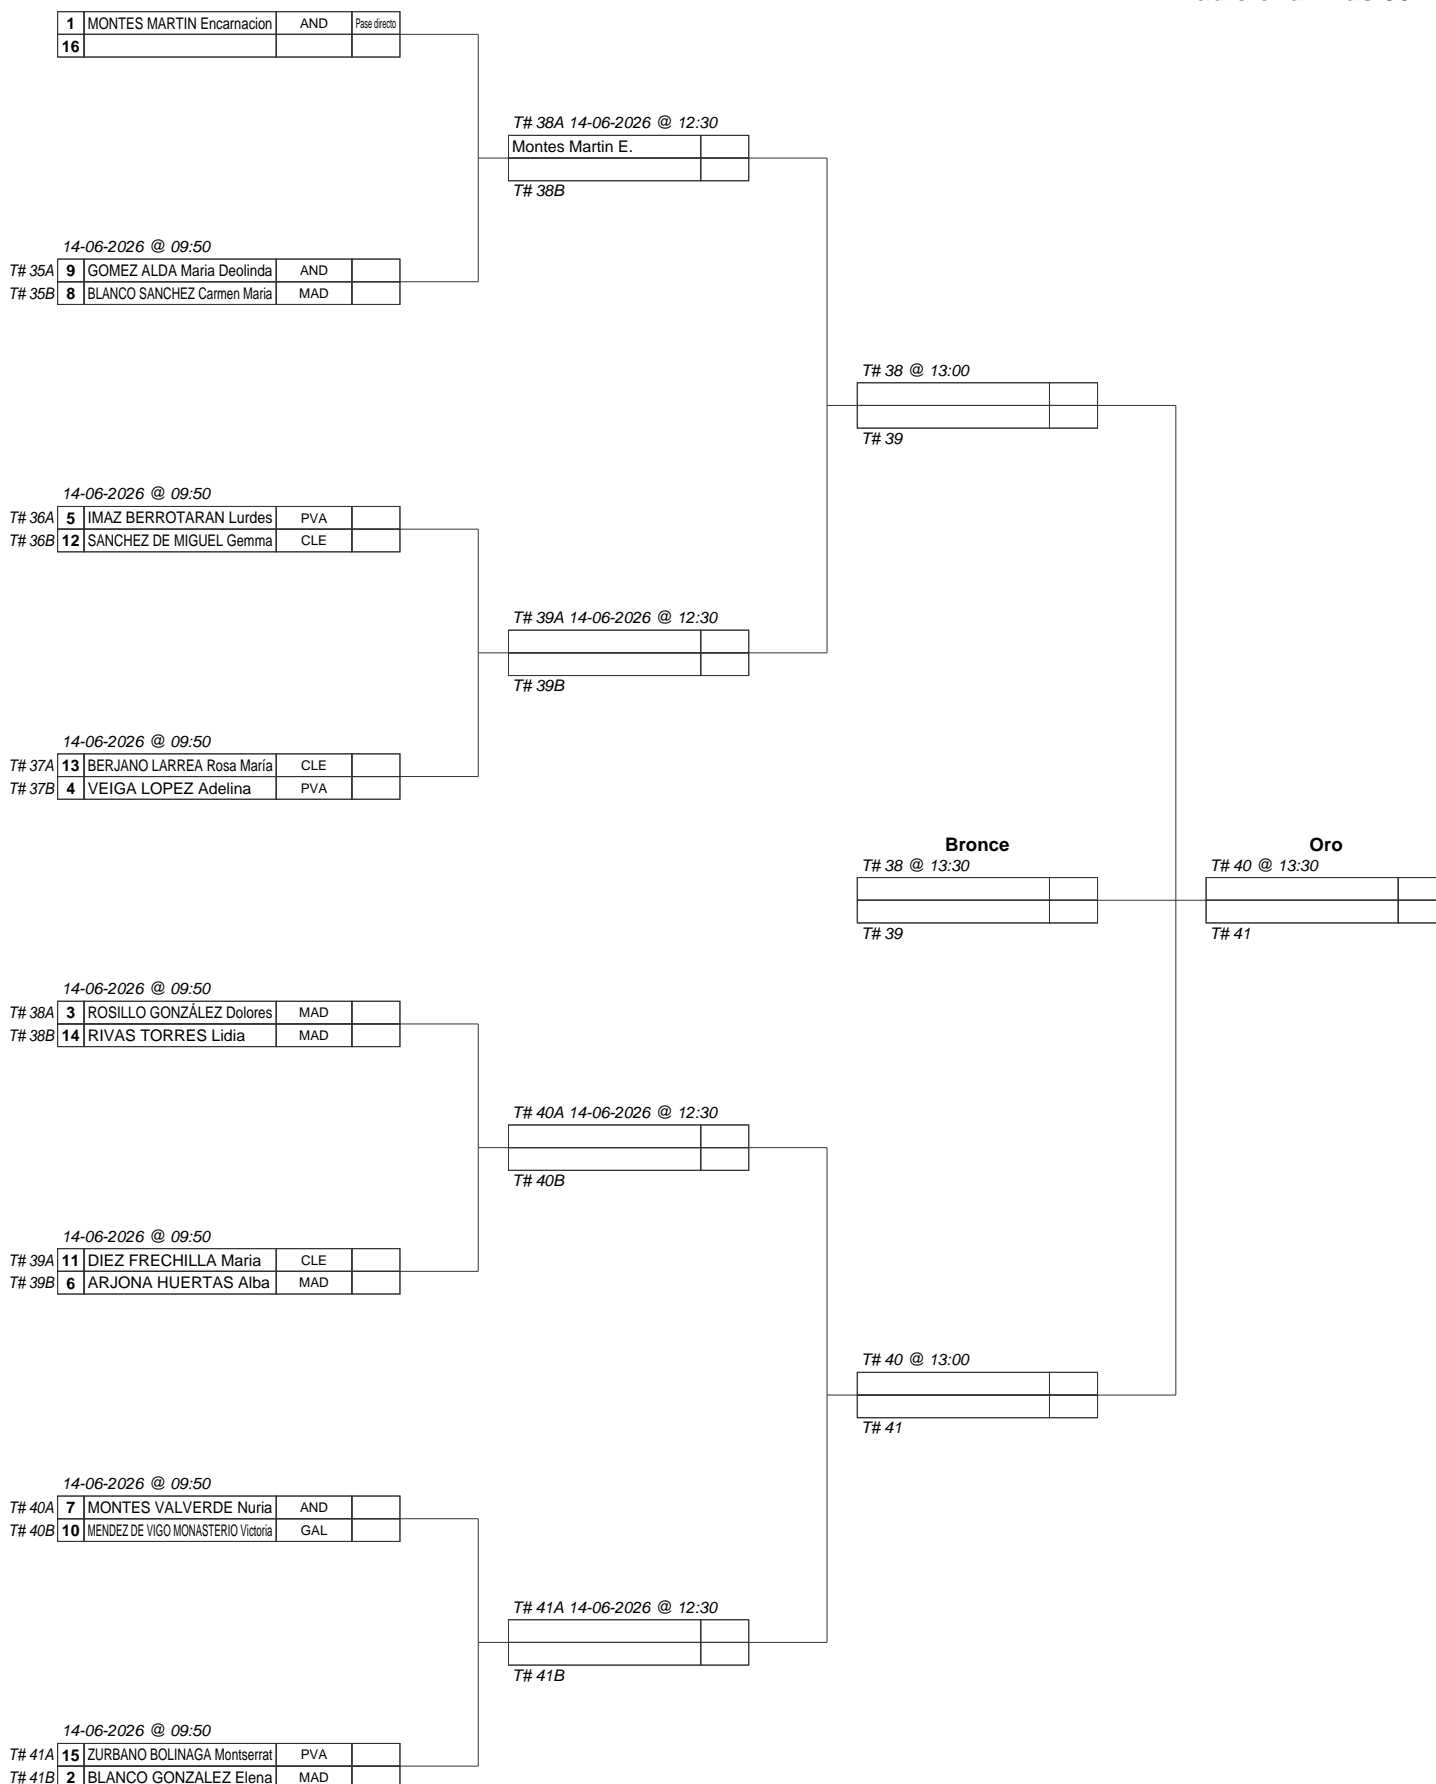 1 MONTES MARTIN Encarnacion AND Pase directo
16
T# 38A 14-06-2026 @ 12:30
Montes Martin E.
T# 38B
14-06-2026 @ 09:50
T# 35A 9 GOMEZ ALDA Maria Deolinda AND
T# 35B 8 BLANCO SANCHEZ Carmen Maria MAD
T# 38 @ 13:00
T# 39
14-06-2026 @ 09:50
T# 36A 5 IMAZ BERROTARAN Lurdes PVA
T# 36B 12 SANCHEZ DE MIGUEL Gemma CLE
T# 39A 14-06-2026 @ 12:30
T# 39B
14-06-2026 @ 09:50
T# 37A 13 BERJANO LARREA Rosa María CLE
T# 37B 4 VEIGA LOPEZ Adelina PVA
Bronce Oro
T# 38 @ 13:30 T# 40 @ 13:30
T# 39 T# 41
14-06-2026 @ 09:50
T# 38A 3 ROSILLO GONZÁLEZ Dolores MAD
T# 38B 14 RIVAS TORRES Lidia MAD
T# 40A 14-06-2026 @ 12:30
T# 40B
14-06-2026 @ 09:50
T# 39A 11 DIEZ FRECHILLA Maria CLE
T# 39B 6 ARJONA HUERTAS Alba MAD
T# 40 @ 13:00
T# 41
14-06-2026 @ 09:50
T# 40A 7 MONTES VALVERDE Nuria AND
T# 40B 10 MENDEZ DE VIGO MONASTERIO Victoria GAL
T# 41A 14-06-2026 @ 12:30
T# 41B
14-06-2026 @ 09:50
T# 41A 15 ZURBANO BOLINAGA Montserrat PVA
T# 41B 2 BLANCO GONZALEZ Elena MAD